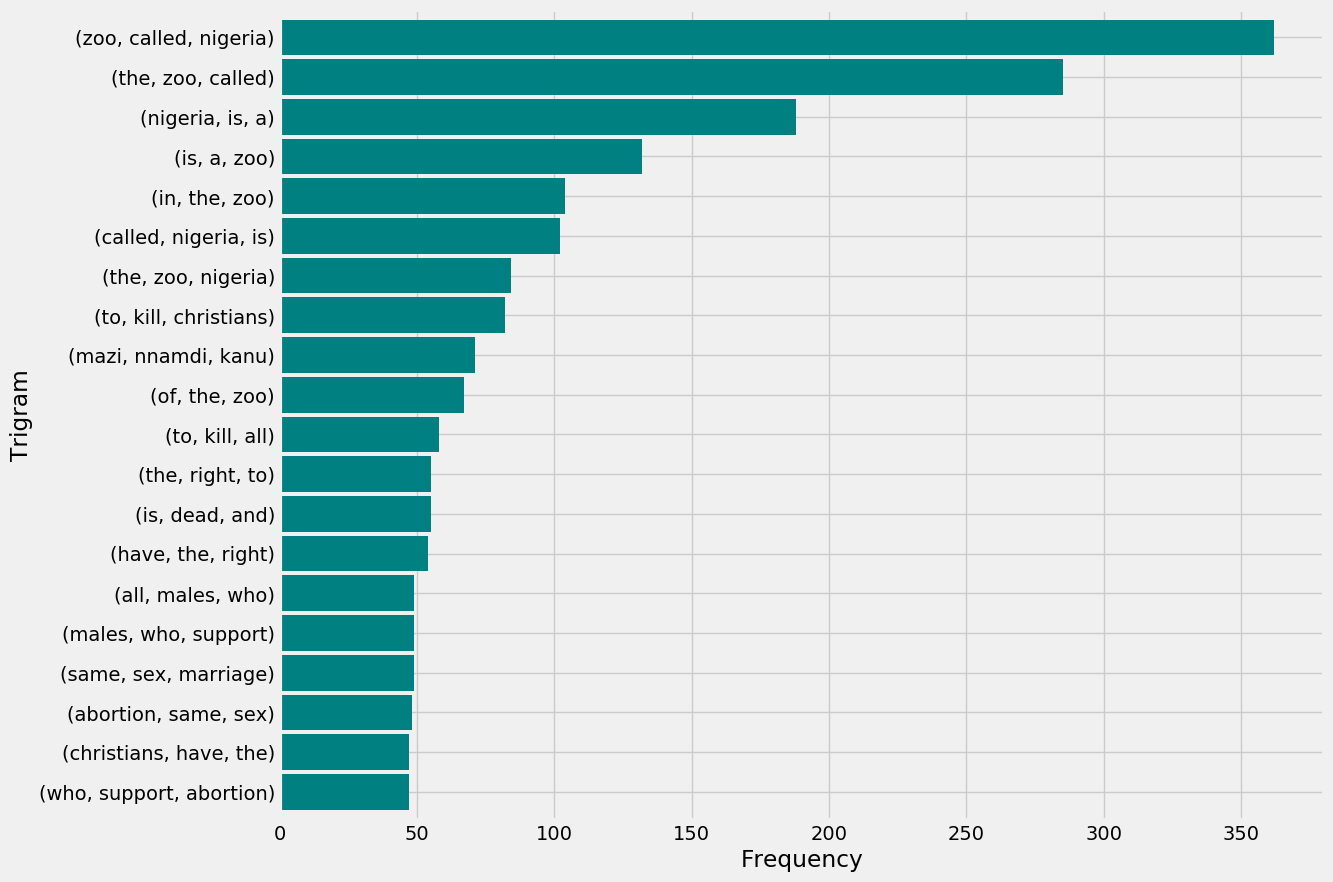 (zoo, called, nigeria)
(the, zoo, called)
(nigeria, is, a)
(is, a, zoo)
(in, the, zoo)
(called, nigeria, is)
(the, zoo, nigeria)
(to, kill, christians)
(mazi, nnamdi, kanu)
(of, the, zoo)
(to, kill, all)
(the, right, to)
(is, dead, and)
(have, the, right)
(all, males, who)
(males, who, support)
(same, sex, marriage)
(abortion, same, sex)
(christians, have, the)
(who, support, abortion)
Trigram
0 50 100 150 200 250 300 350
Frequency